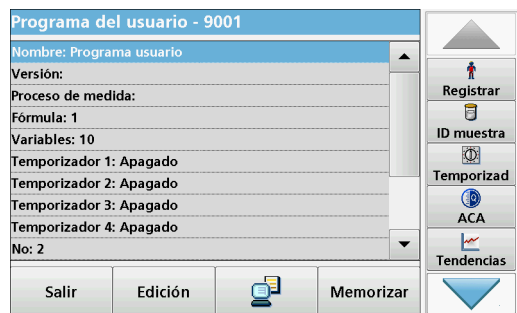 Programa del usuario - 9001
Nombre: Programa usuario
Versión:
Proceso de medida:
Fórmula: 1
Variables: 10
Temporizador 1: Apagado
Temporizador 2: Apagado
Temporizador 3: Apagado
Temporizador 4: Apagado
No: 2
Salir
Edición
Memorizar
Registrar
ID muestra
Temporizad
ACA
Tendencias